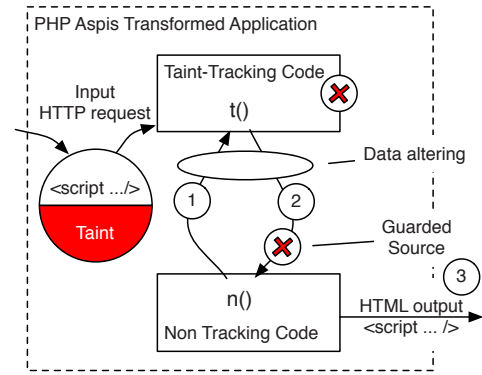 PHP Aspis Transformed Application
Input
HTTP request
Taint-Tracking Code
t()
<script .../>
Taint
Data altering
1
2
Guarded
Source
3
n()
Non Tracking Code
HTML output
<script ... />